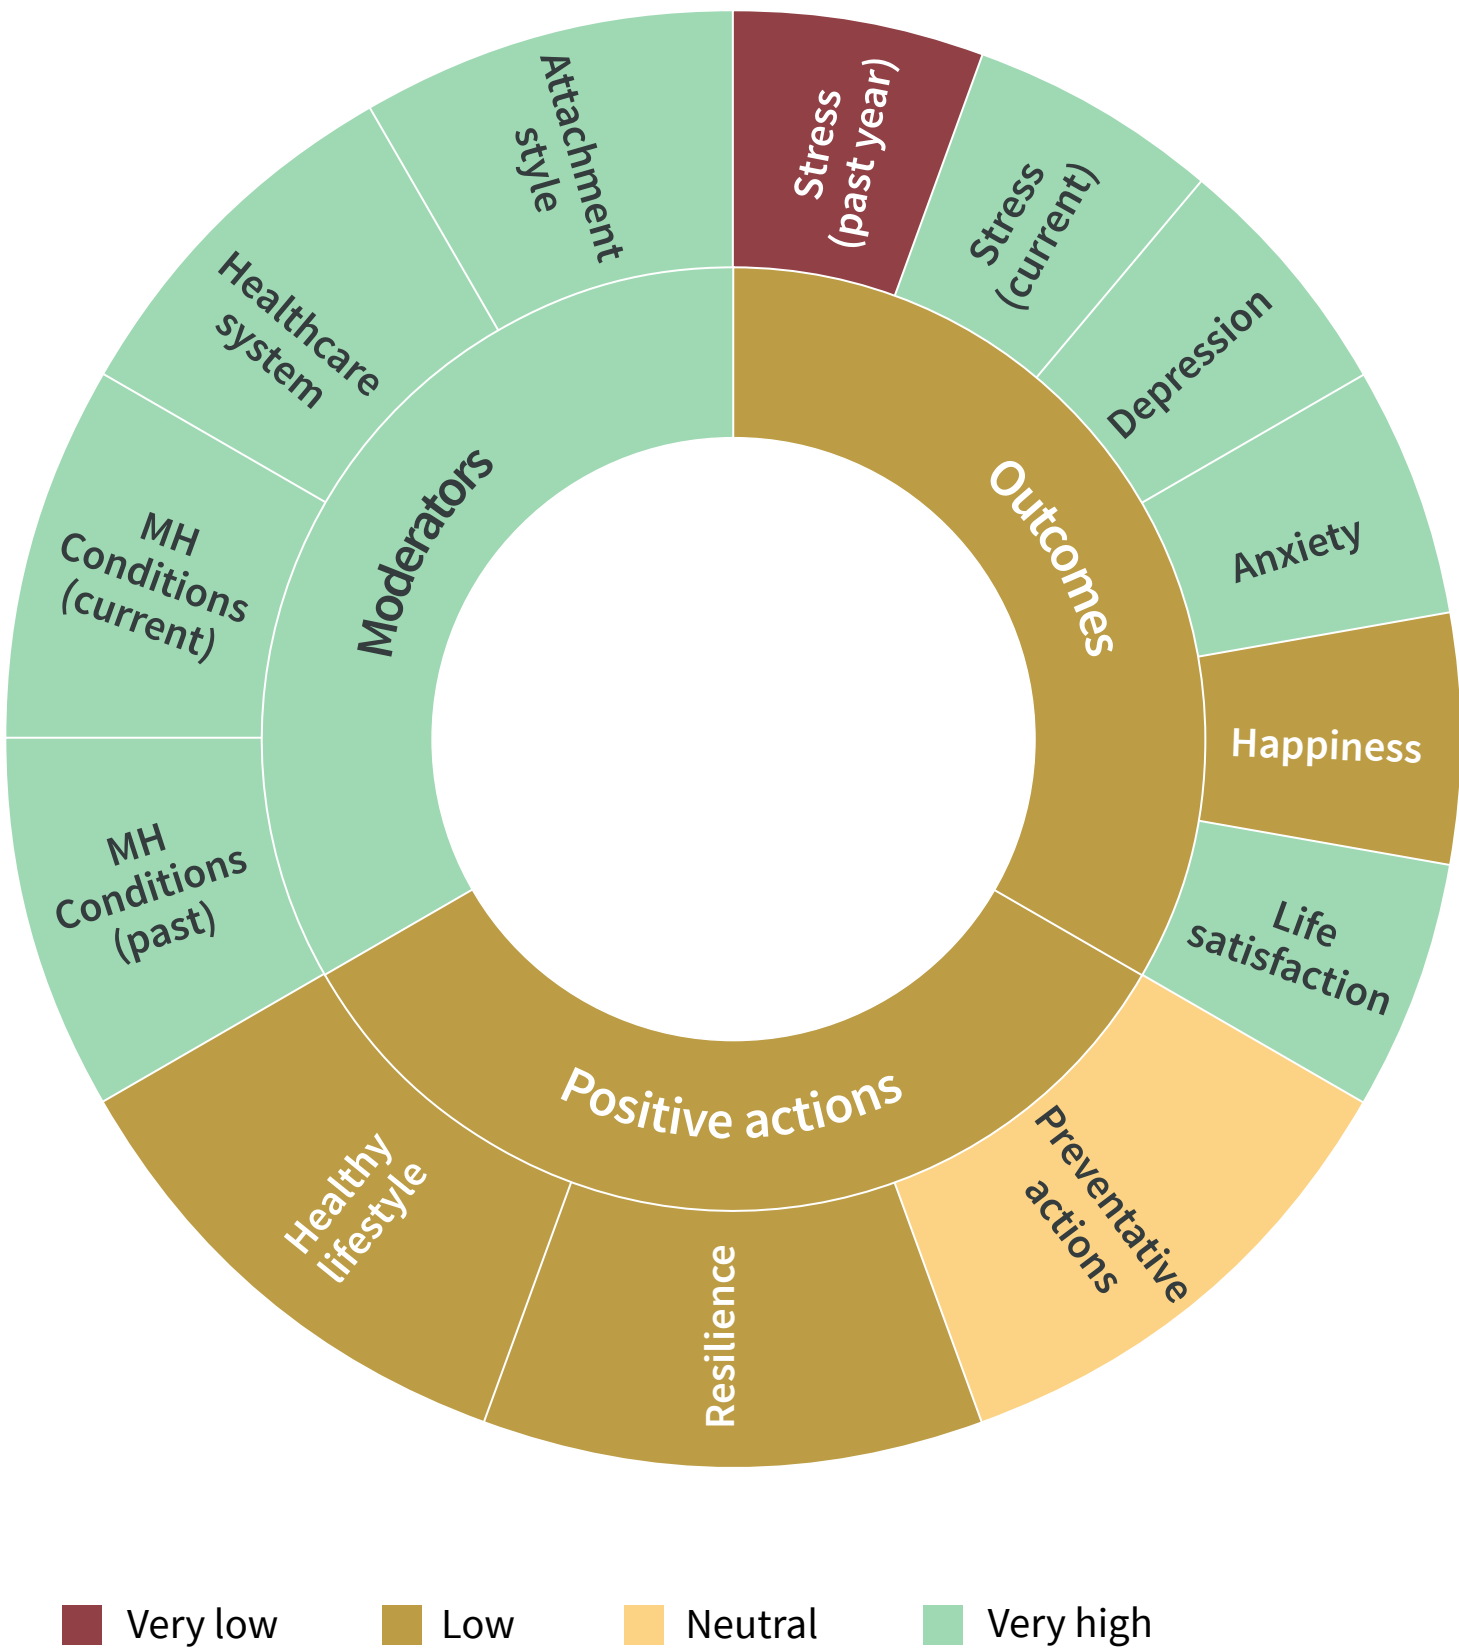 Attachment
style
Stress
(past year)
Stress
(current)
Healthcare
system
Depression
Moderators
Outcomes
MH
Conditions
(current)
Anxiety
Happiness
MH
Conditions
(past)
Life
satisfaction
Positive actions
Healthy
lifestyle
Preventative
actions
Resilience
Very low
Low
Neutral
Very high